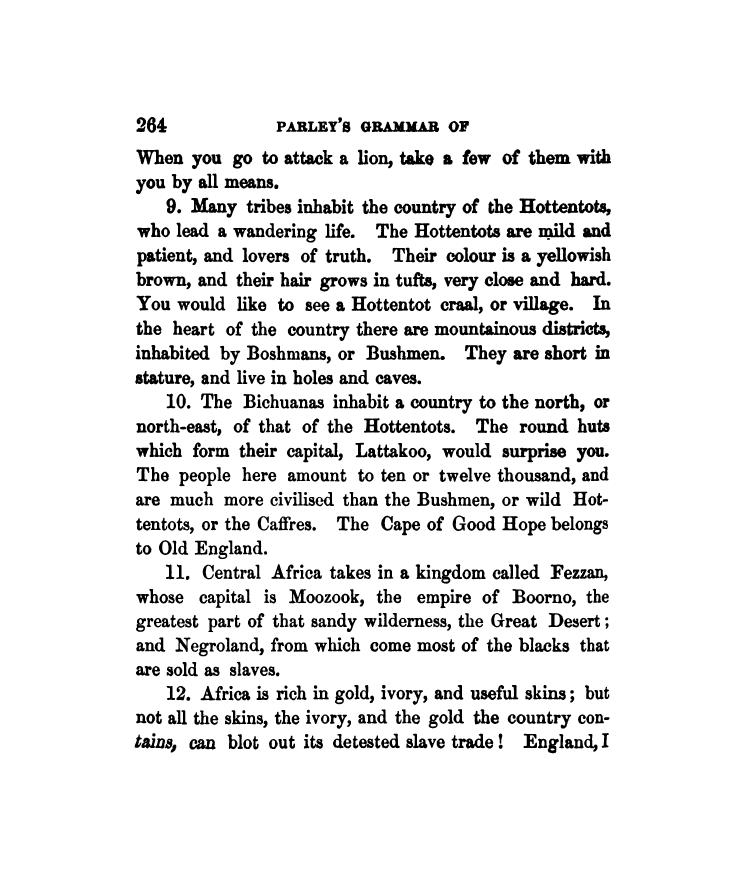 264 PARLEY'S GRAMMAR OF
When you go to attack a lion, take a few of them with
you by all means.
9. Many tribes inhabit the country of the Hottentots,
who lead a wandering life. The Hottentots are mild and
patient, and lovers of truth. Their colour is a yellowish
brown, and their hair grows in tufts, very close and hard.
You would like to see a Hottentot craal, or village. In
the heart of the country there are mountainous districts,
inhabited by Boshmans, or Bushmen. They are short in
stature, and live in holes and caves.
10. The Bichuanas inhabit a country to the north, or
north-east, of that of the Hottentots. The round huts
which form their capital, Lattakoo, would surprise you.
The people here amount to ten or twelve thousand, and
are much more civilised than the Bushmen, or wild Hot-
tentots, or the Caffres. The Cape of Good Hope belongs
to Old England.
11. Central Africa takes in a kingdom called Fezzan,
whose capital is Moozook, the empire of Boorno, the
greatest part of that sandy wilderness, the Great Desert;
and Negroland, from which come most of the blacks that
are sold as slaves.
12. Africa is rich in gold, ivory, and useful skins; but
not all the skins, the ivory, and the gold the country con-
tains, can blot out its detested slave trade! England, I